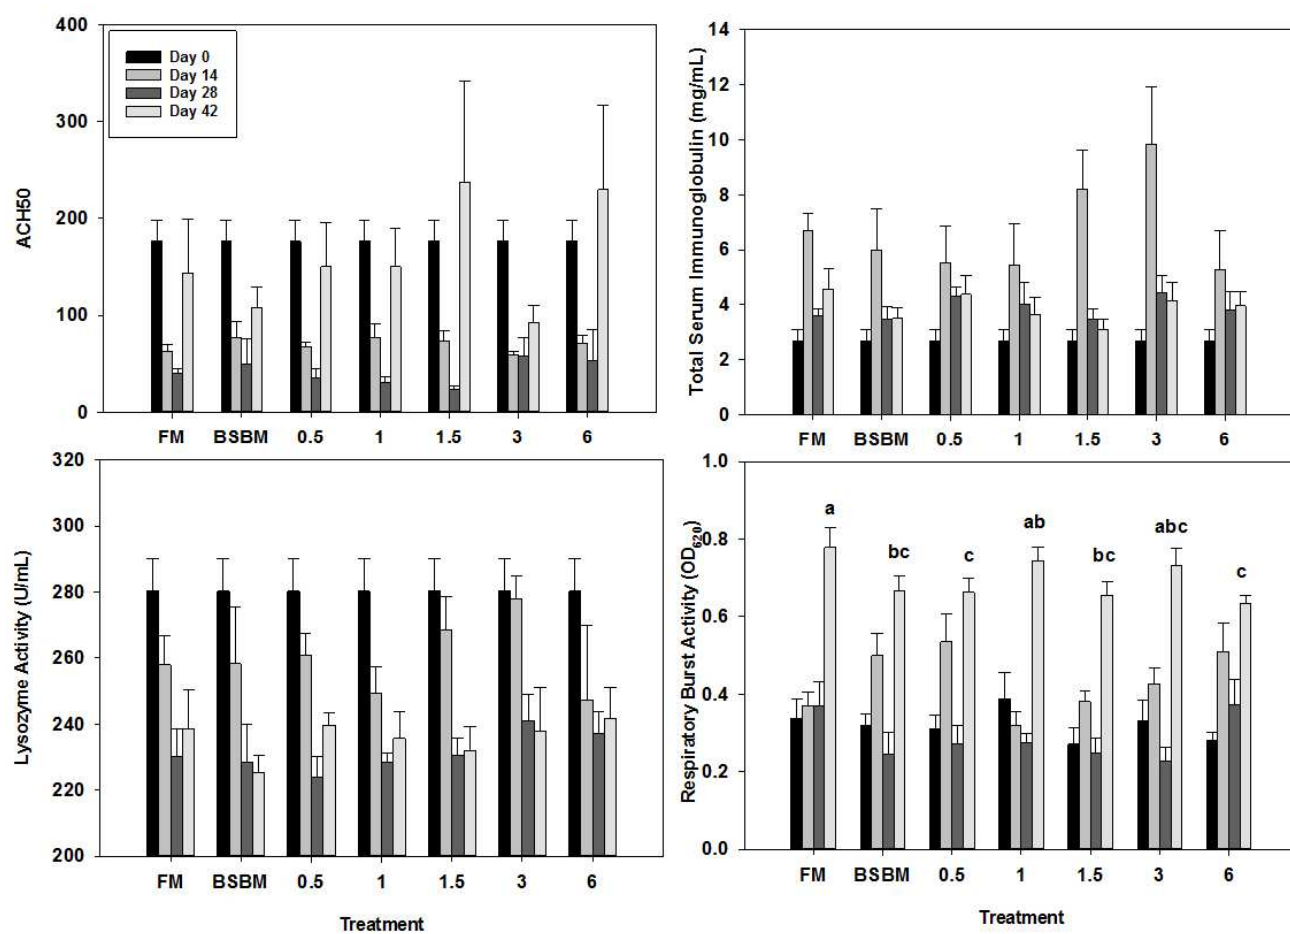 400
300
200
100
0
ACH50
Day 0
Day 14
Day 28
Day 42
FM BSBM 0.5 1 1.5 3 6
14
12
10
8
6
4
2
0
Total Serum Immunoglobulin (mg/mL)
FM BSBM 0.5 1 1.5 3 6
320
300
280
260
240
220
200
Lysozyme Activity (U/mL)
FM BSBM 0.5 1 1.5 3 6
Treatment
1.0
0.8
0.6
0.4
0.2
0.0
Respiratory Burst Activity (OD620)
a bc c ab bc abc c
FM BSBM 0.5 1 1.5 3 6
Treatment